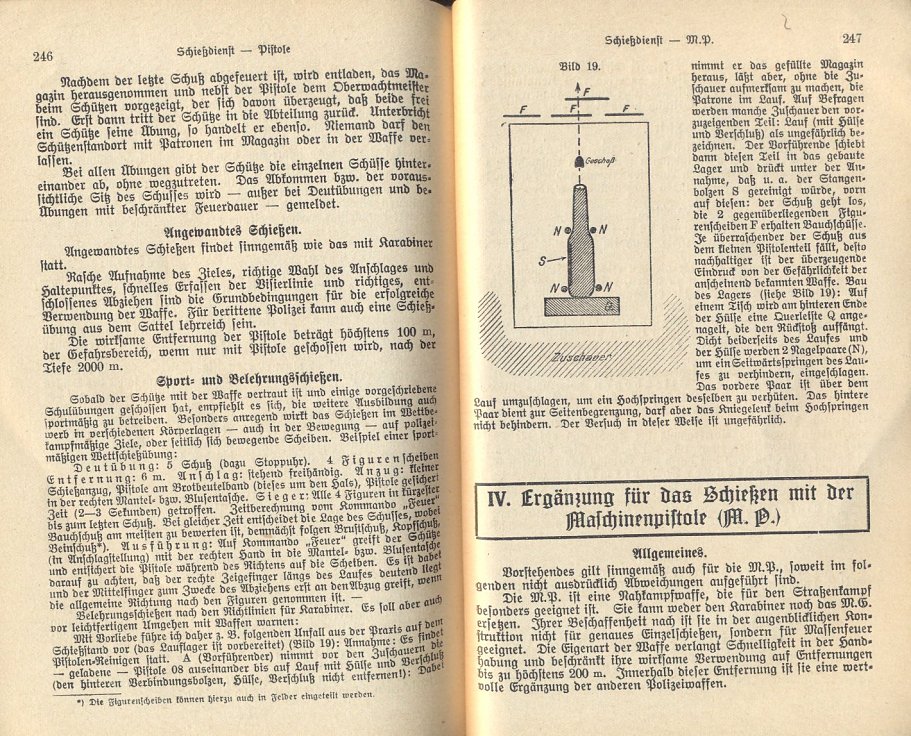 246
Schießdienst — Pistole
Nachdem der letzte Schuß abgefeuert ist, wird entladen, das Ma-
gazin herausgenommen und nebst der Pistole dem Oberwachtmeister
beim Schützen vorgezeigt, der sich davon überzeugt, daß beide frei
sind. Erst dann tritt der Schütze in die Abteilung zurück. Unterbricht
ein Schütze seine Übung, so handelt er ebenso. Niemand darf den
Schützenstandort mit Patronen im Magazin oder in der Waffe ver-
lassen.
Bei allen Übungen gibt der Schütze die einzelnen Schüsse hinter-
einander ab, ohne wegzutreten. Das Abkommen bzw. der voraus-
sichtliche Sitz des Schusses wird — außer bei Deutübungen und be-
Übungen mit beschränkter Feuerdauer — gemeldet.
Angewandtes Schießen.
Angewandtes Schießen findet sinngemäß wie das mit Karabiner
statt.
Rasche Aufnahme des Zieles, richtige Wahl des Anschlages und
Haltepunktes, schnelles Erfassen der Visierlinie und richtiges, ent-
schlossenes Abziehen sind die Grundbedingungen für die erfolgreiche
Verwendung der Waffe. Für berittene Polizei kann auch eine Schieß-
übung aus dem Sattel lehrreich sein.
Die wirksame Entfernung der Pistole beträgt höchstens 100 m,
der Gefahrsbereich, wenn nur mit Pistole geschossen wird, nach der
Tiefe 2000 m.
Sport- und Belehrungsschießen.
Sobald der Schütze mit der Waffe vertraut ist und einige vorgeschriebene
Schulübungen geschossen hat, empfiehlt es sich, die weitere Ausbildung auch
sportmäßig zu betreiben. Besonders anregend wirkt das Schießen im Wettbe-
werb in verschiedenen Körperlagen — auch in der Bewegung — auf polizei-
kampfmäßige Ziele, oder seitlich sich bewegende Scheiben. Beispiel einer sport-
mäßigen Wettschießübung:
Deutübung: 5 Schuß (dazu Stoppuhr). 4 Figurenscheiben
Entfernung: 6 m. Anschlag: stehend freihändig. Anzug: kleiner
Schießanzug, Pistole am Brotbeutelband (dieses um den Hals), Pistole gesichert
in der rechten Mantel- bzw. Blusentasche. Sieger: Alle 4 Figuren in kürzester
Zeit (2—3 Sekunden) getroffen. Zeitberechnung vom Kommando „Feuer“
bis zum letzten Schuß. Bei gleicher Zeit entscheidet die Lage des Schusses, wobei
Bauchschuß am meisten zu bewerten ist, demnächst folgen Brustschuß, Kopfschuß,
Beinschuß*). Ausführung: Auf Kommando „Feuer“ greift der Schütze
(in Anschlagstellung) mit der rechten Hand in die Mantel- bzw. Blusentasche
und entsichert die Pistole während des Richtens auf die Scheiben. Es ist dabei
darauf zu achten, daß der rechte Zeigefinger längs des Laufes deutend liegt
und der Mittelfinger zum Zwecke des Abziehens erst an den Abzug greift, wenn
die allgemeine Richtung nach den Figuren genommen ist. —
Belehrungsschießen nach den Richtlinien für Karabiner. Es soll aber auch
vor leichtfertigem Umgehen mit Waffen warnen:
Mit Vorliebe führe ich daher z. B. folgenden Unfall aus der Praxis auf dem
Schießstand vor (das Lauflager ist vorbereitet) (Bild 19): Annahme: Es findet
Pistolen-Reinigen statt. A (Vorführender) nimmt vor den Zuschauern die
— geladene — Pistole 08 auseinander bis auf Lauf mit Hülse und Verschluß
(den hinteren Verbindungsbolzen, Hülse, Verschluß nicht entfernen!): Dabei
*) Die Figurenscheiben können hierzu auch in Felder eingeteilt werden.
Schießdienst — M.P.
247
Bild 19.
F
F
F
F
Geschoß
N
N
S
N
N
Q
Zuschauer
nimmt er das gefüllte Magazin
heraus, läßt aber, ohne die Zu-
schauer aufmerksam zu machen, die
Patrone im Lauf. Auf Befragen
werden manche Zuschauer den vor-
zuzeigenden Teil: Lauf (mit Hülse
und Verschluß) als ungefährlich be-
zeichnen. Der Vorführende schiebt
dann diesen Teil in das gebaute
Lager und drückt unter der An-
nahme, daß u. a. der Stangen-
bolzen S gereinigt würde, vorn
auf diesen: der Schuß geht los,
die 2 gegenüberliegenden Figu-
renscheiben F erhalten Bauchschüsse.
Je überraschender der Schuß aus
dem kleinen Pistolenteil fällt, desto
nachhaltiger ist der überzeugende
Eindruck von der Gefährlichkeit der
anscheinend bekannten Waffe. Bau
des Lagers (siehe Bild 19): Auf
einem Tisch wird am hinteren Ende
der Hülse eine Querleiste Q ange-
nagelt, die den Rückstoß auffängt.
Dicht beiderseits des Laufes und
der Hülse werden 2 Nagelpaare (N),
um ein Seitwärtsspringen des Lau-
fes zu verhindern, eingeschlagen.
Das vordere Paar ist über dem
Lauf umzuschlagen, um ein Hochspringen desselben zu verhüten. Das hintere
Paar dient zur Seitenbegrenzung, darf aber das Kniegelenk beim Hochspringen
nicht behindern. Der Versuch in dieser Weise ist ungefährlich.
IV. Ergänzung für das Schießen mit der
Maschinenpistole (M. P.)
Allgemeines.
Vorstehendes gilt sinngemäß auch für die M.P., soweit im fol-
genden nicht ausdrücklich Abweichungen aufgeführt sind.
Die M.P. ist eine Nahkampfwaffe, die für den Straßenkampf
besonders geeignet ist. Sie kann weder den Karabiner noch das M.G.
ersetzen. Ihrer Beschaffenheit nach ist sie in der augenblicklichen Kon-
struktion nicht für genaues Einzelschießen, sondern für Massenfeuer
geeignet. Die Eigenart der Waffe verlangt Schnelligkeit in der Hand-
habung und beschränkt ihre wirksame Verwendung auf Entfernungen
bis zu höchstens 200 m. Innerhalb dieser Entfernung ist sie eine wert-
volle Ergänzung der anderen Polizeiwaffen.